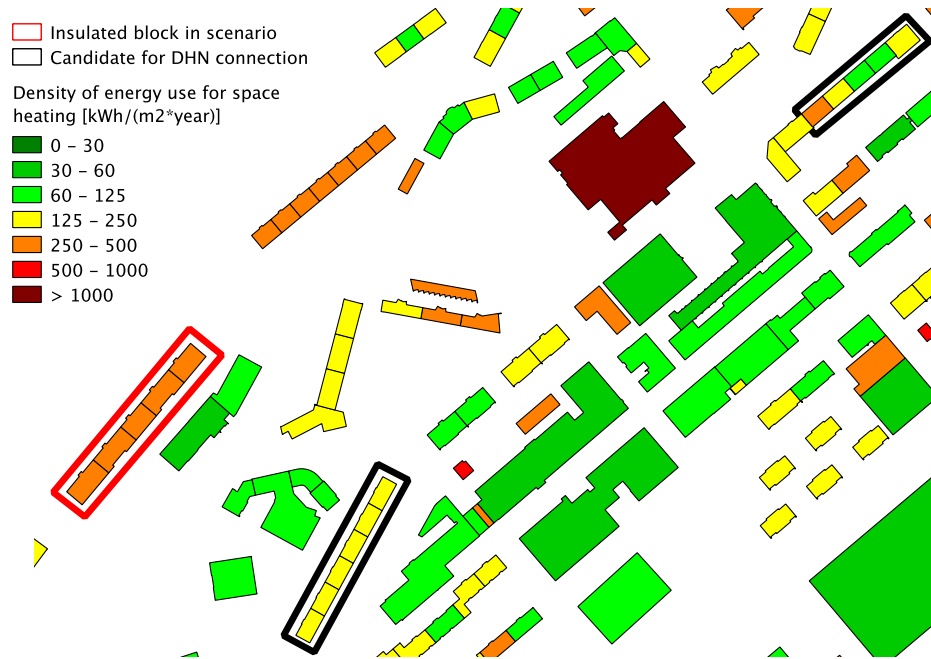 Insulated block in scenario
Candidate for DHN connection
Density of energy use for space
heating [kWh/(m2*year)]
0 – 30
30 – 60
60 – 125
125 – 250
250 – 500
500 – 1000
> 1000